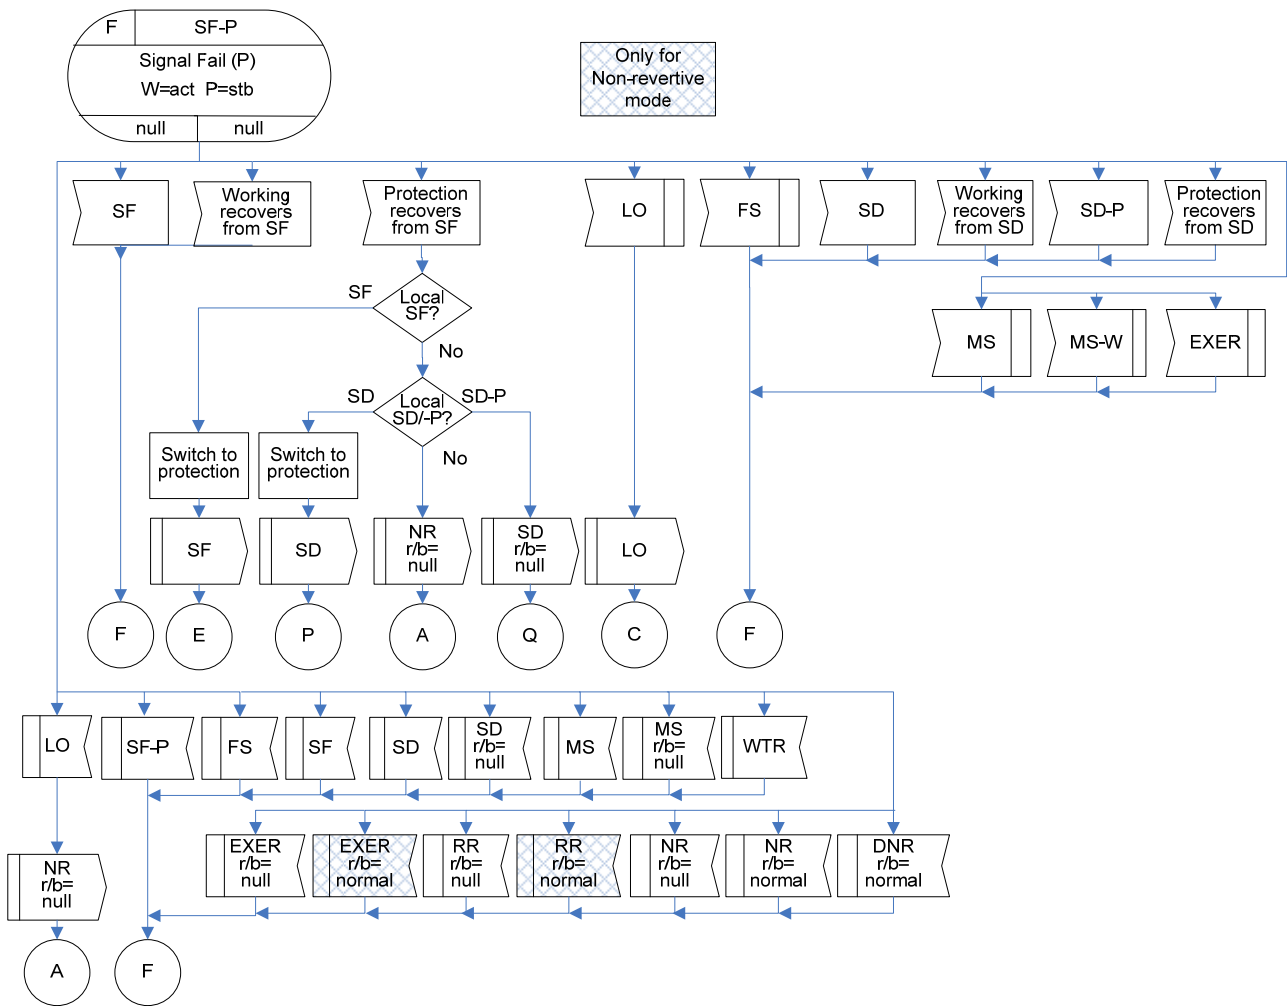 F
SF-P
Signal Fail (P)
W=act P=stb
null
null
Only for
Non-revertive
mode
SF
Working
recovers
from SF
Protection
recovers
from SF
LO
FS
SD
Working
recovers
from SD
SD-P
Protection
recovers
from SD
SF
Local
SF?
No
MS
MS-W
EXER
SD
Local
SD/-P?
SD-P
No
Switch to
protection
Switch to
protection
SF
SD
NR
r/b=
null
SD
r/b=
null
LO
F
E
P
A
Q
C
F
LO
SF-P
FS
SF
SD
SD
r/b=
null
MS
MS
r/b=
null
WTR
EXER
r/b=
null
EXER
r/b=
normal
RR
r/b=
null
RR
r/b=
normal
NR
r/b=
null
NR
r/b=
normal
DNR
r/b=
normal
NR
r/b=
null
A
F